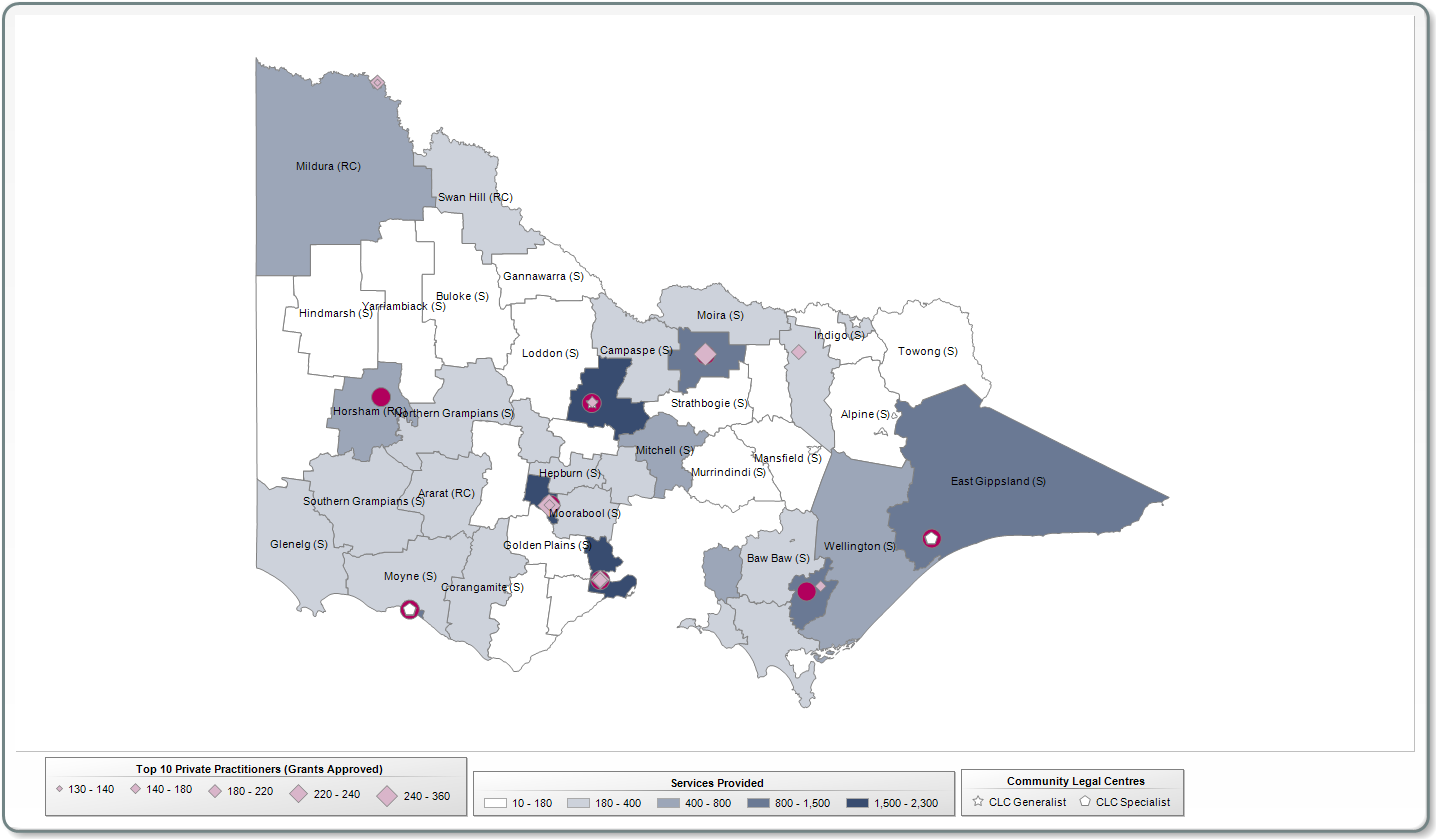 Mildura (RC)
Swan Hill (RC)
Gannawarra (S)
Buloke (S)
Yarriambiack (S)
Hindmarsh (S)
Moira (S)
Indigo (S)
Towong (S)
Campaspe (S)
Loddon (S)
Strathbogie (S)
Horsham (RC)
Northern Grampians (S)
Alpine (S)
Mitchell (S)
Mansfield (S)
Murrindindi (S)
Hepburn (S)
East Gippsland (S)
Ararat (RC)
Southern Grampians (S)
Moorabool (S)
Glenelg (S)
Golden Plains (S)
Wellington (S)
Baw Baw (S)
Moyne (S)
Corangamite (S)
Top 10 Private Practitioners (Grants Approved)
130 - 140
140 - 180
180 - 220
220 - 240
240 - 360
Services Provided
10 - 180
180 - 400
400 - 800
800 - 1,500
1,500 - 2,300
Community Legal Centres
CLC Generalist
CLC Specialist